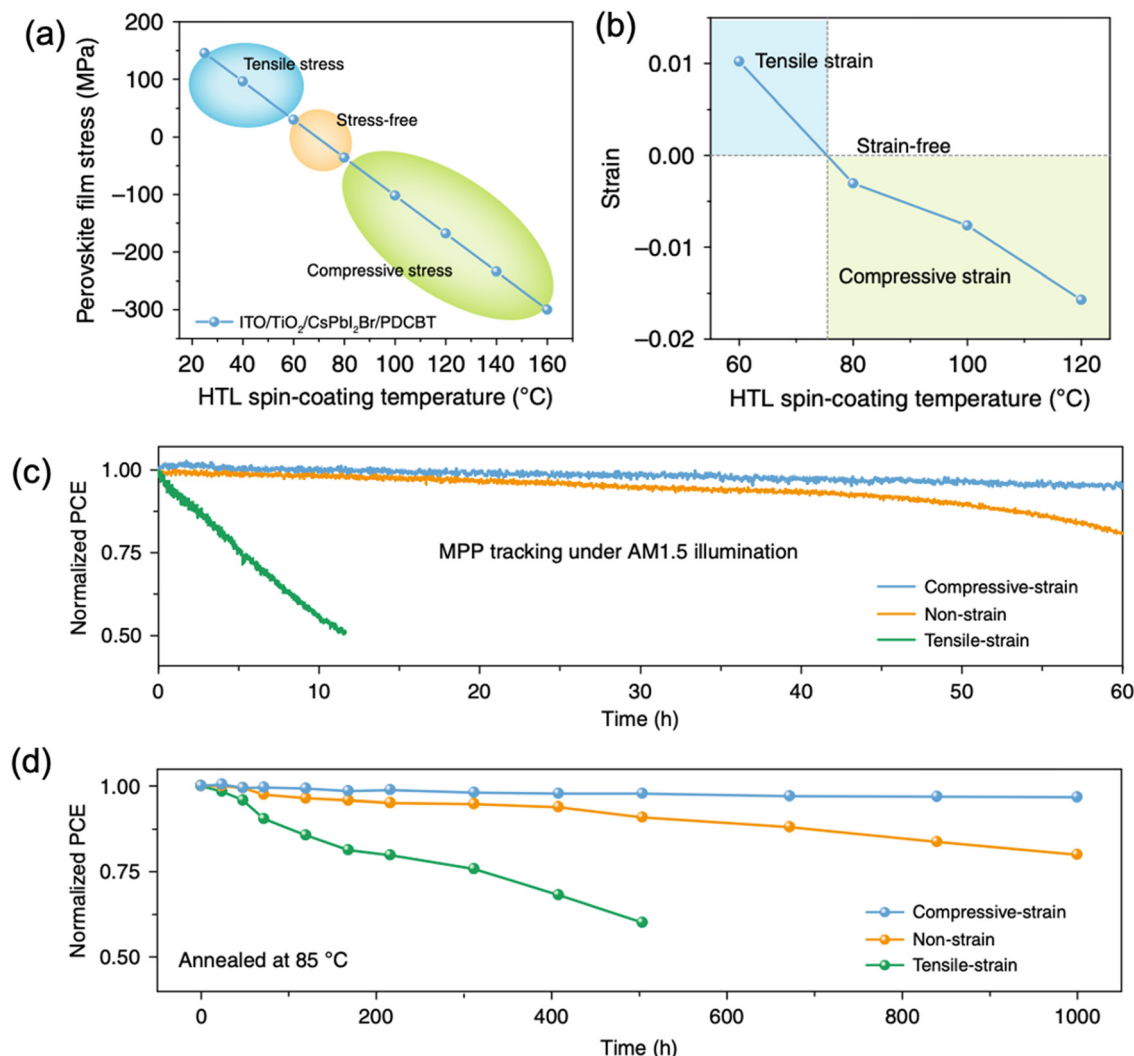 (a)
200
150
100
50
0
–50
–100
–150
–200
–250
–300
Perovskite film stress (MPa)
Tensile stress
Stress-free
Compressive stress
ITO/TiO₂/CsPbI₂Br/PDCBT
20 40 60 80 100 120 140 160
HTL spin-coating temperature (°C)
(b)
0.01
0.00
–0.01
–0.02
Strain
Tensile strain
Strain-free
Compressive strain
60 80 100 120
HTL spin-coating temperature (°C)
(c)
1.00
0.75
0.50
Normalized PCE
MPP tracking under AM1.5 illumination
Compressive-strain
Non-strain
Tensile-strain
0 10 20 30 40 50 60
Time (h)
(d)
1.00
0.75
0.50
Normalized PCE
Compressive-strain
Non-strain
Tensile-strain
Annealed at 85 °C
0 200 400 600 800 1000
Time (h)